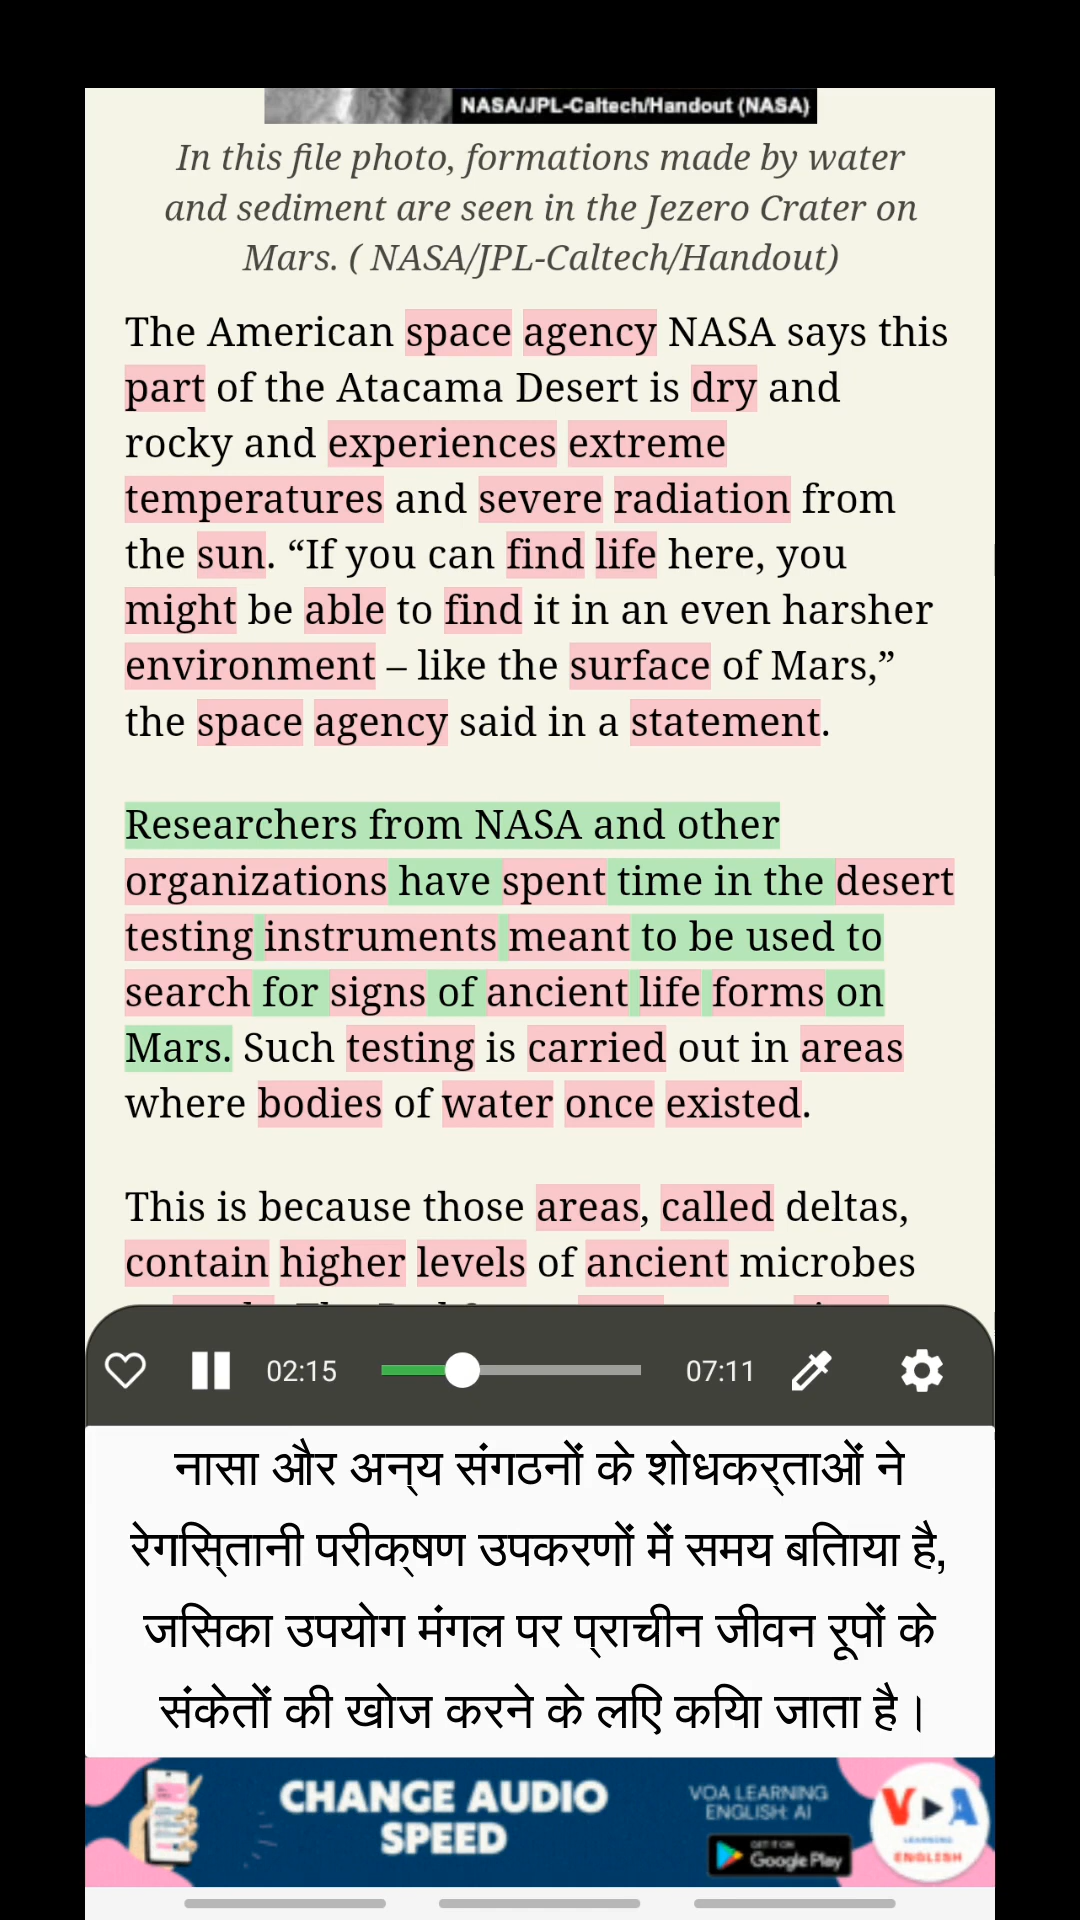 NASA/JPL-Caltech/Handout (NASA)
In this file photo, formations made by water
and sediment are seen in the Jezero Crater on
Mars. ( NASA/JPL-Caltech/Handout)
The American space agency NASA says this
part of the Atacama Desert is dry and
rocky and experiences extreme
temperatures and severe radiation from
the sun. “If you can find life here, you
might be able to find it in an even harsher
environment – like the surface of Mars,”
the space agency said in a statement.
Researchers from NASA and other
organizations have spent time in the desert
testing instruments meant to be used to
search for signs of ancient life forms on
Mars. Such testing is carried out in areas
where bodies of water once existed.
This is because those areas, called deltas,
contain higher levels of ancient microbes
02:15
07:11
नासा और अन्य संगठनों के शोधकर्ताओं ने
रेगिस्तानी परीक्षण उपकरणों में समय बिताया है,
जिसका उपयोग मंगल पर प्राचीन जीवन रूपों के
संकेतों की खोज करने के लिए किया जाता है।
CHANGE AUDIO
SPEED
VOA LEARNING
ENGLISH: AI
GET IT ON
Google Play
VOA
LEARNING
ENGLISH